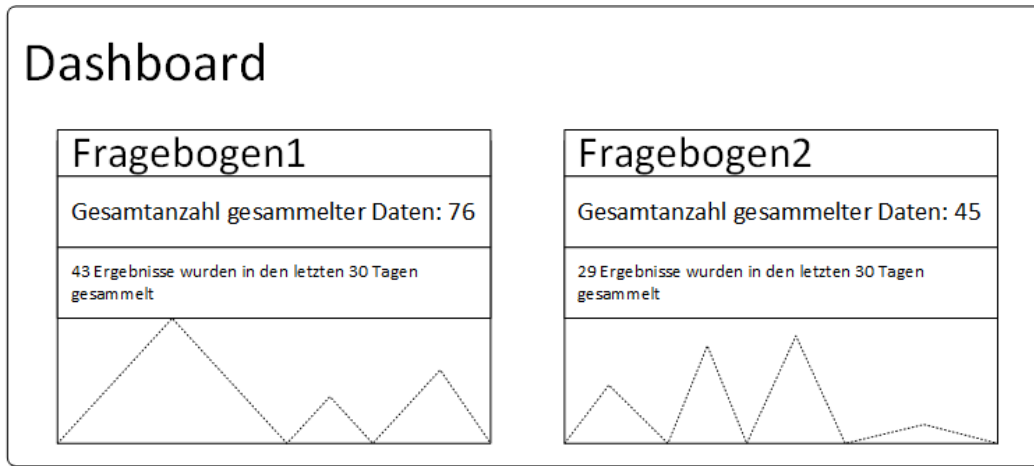 Dashboard
Fragebogen1
Gesamtanzahl gesammelter Daten: 76
43 Ergebnisse wurden in den letzten 30 Tagen
gesammelt
Fragebogen2
Gesamtanzahl gesammelter Daten: 45
29 Ergebnisse wurden in den letzten 30 Tagen
gesammelt